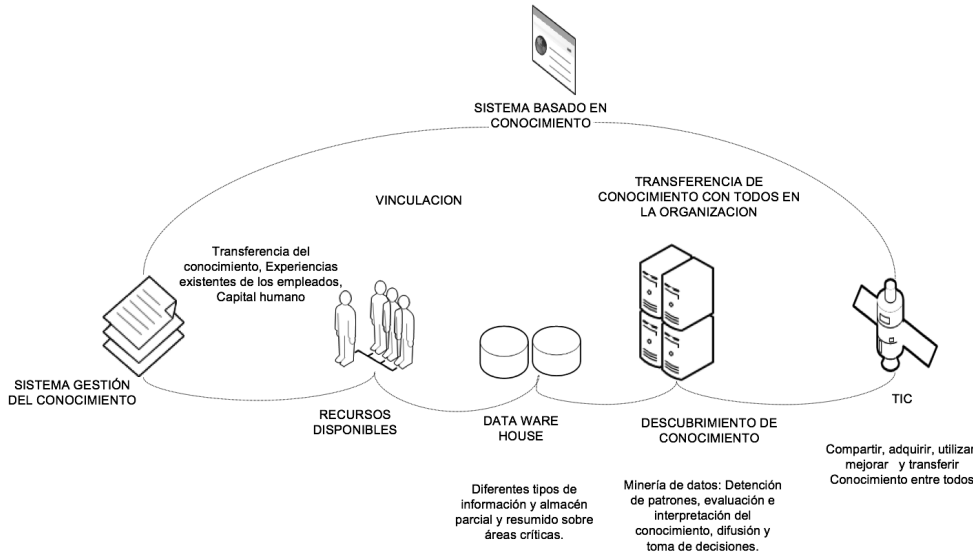 SISTEMA BASADO EN
CONOCIMIENTO
VINCULACION
TRANSFERENCIA DE
CONOCIMIENTO CON TODOS EN
LA ORGANIZACION
Transferencia del
conocimiento, Experiencias
existentes de los empleados,
Capital humano
SISTEMA GESTIÓN
DEL CONOCIMIENTO
RECURSOS
DISPONIBLES
DATA WARE
HOUSE
DESCUBRIMIENTO DE
CONOCIMIENTO
TIC
Diferentes tipos de
información y almacén
parcial y resumido sobre
áreas críticas.
Minería de datos: Detención
de patrones, evaluación e
interpretación del
conocimiento, difusión y
toma de decisiones.
Compartir, adquirir, utilizar
mejorar y transferir
Conocimiento entre todos